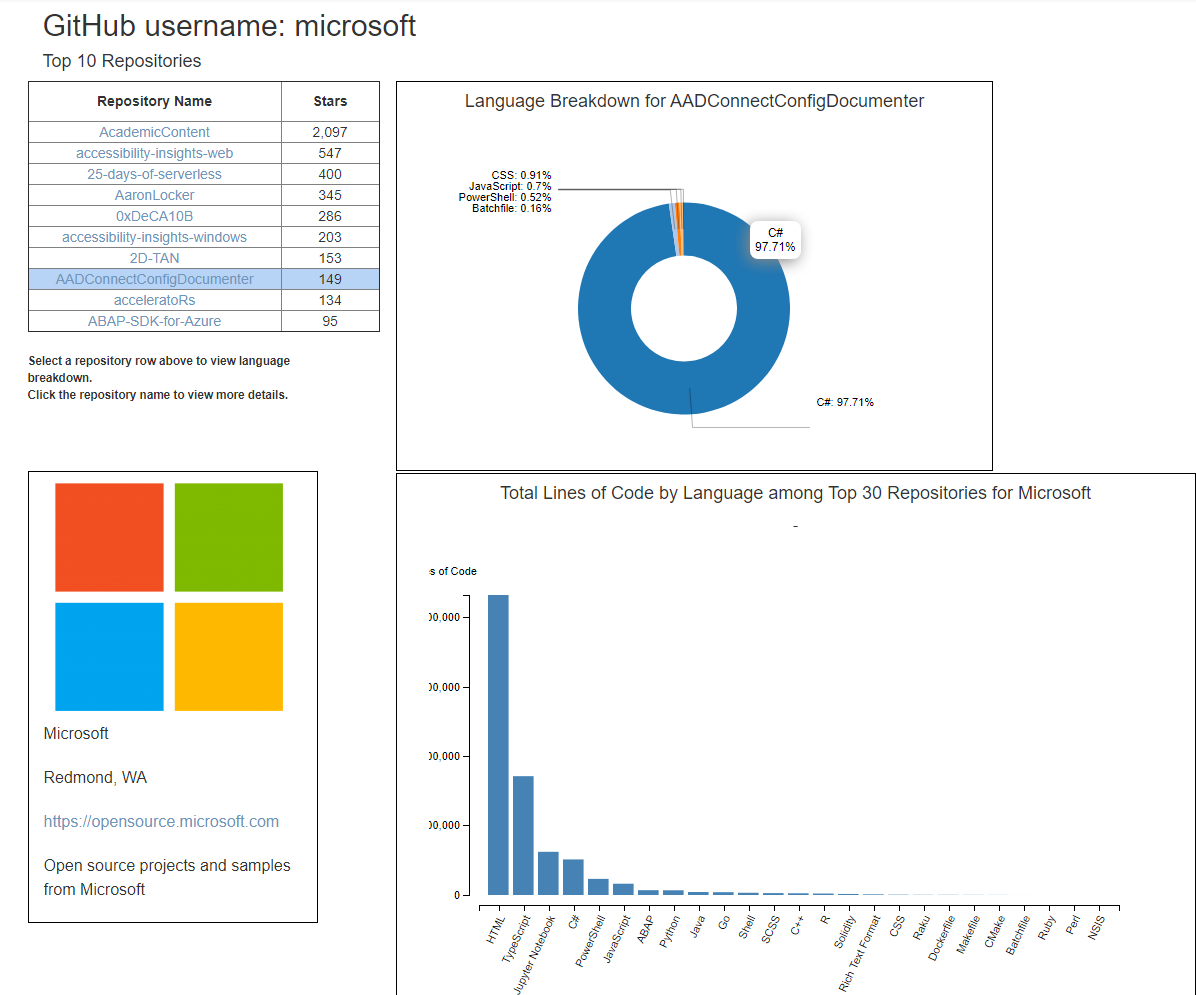 GitHub username: microsoft
Top 10 Repositories
Repository Name Stars
AcademicContent 2,097
accessibility-insights-web 547
25-days-of-serverless 400
AaronLocker 345
0xDeCA10B 286
accessibility-insights-windows 203
2D-TAN 153
AADConnectConfigDocumenter 149
acceleratoRs 134
ABAP-SDK-for-Azure 95
Select a repository row above to view language
breakdown.
Click the repository name to view more details.
Language Breakdown for AADConnectConfigDocumenter
CSS: 0.91%
JavaScript: 0.7%
PowerShell: 0.52%
Batchfile: 0.16%
C#
97.71%
C#: 97.71%
Microsoft
Redmond, WA
https://opensource.microsoft.com
Open source projects and samples
from Microsoft
Total Lines of Code by Language among Top 30 Repositories for Microsoft
-
s of Code
00,000
00,000
00,000
00,000
0
HTML
TypeScript
Jupyter Notebook
C#
PowerShell
JavaScript
ABAP
Python
Java
Go
Shell
SCSS
C++
R
Solidity
Rich Text Format
CSS
Raku
Dockerfile
Makefile
CMake
Batchfile
Ruby
Perl
NSIS